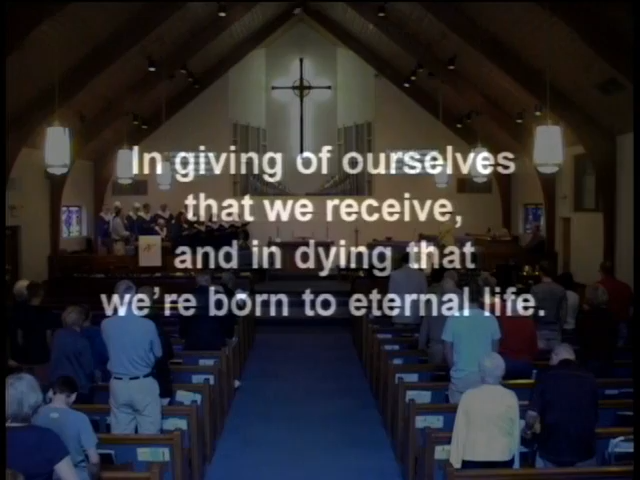 In giving of ourselves
that we receive,
and in dying that
we're born to eternal life.